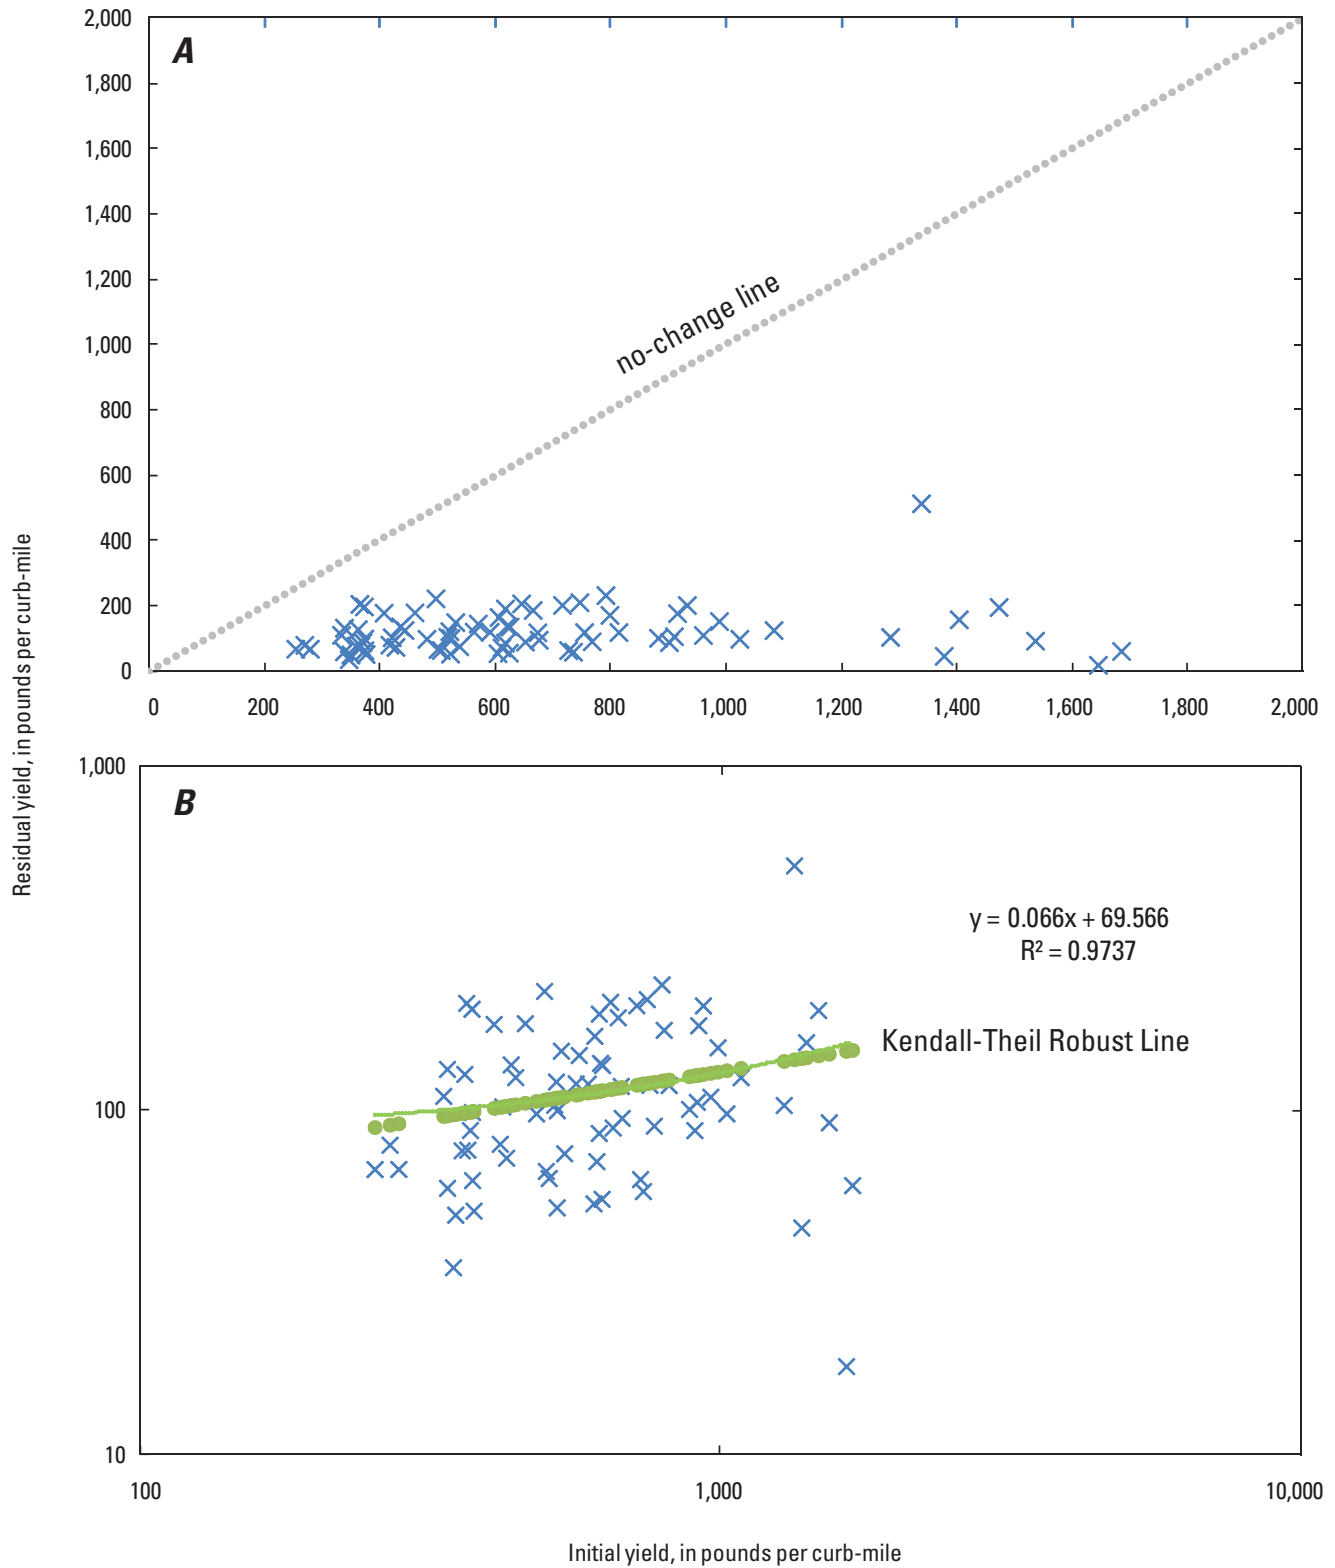 Residual yield, in pounds per curb-mile
A
2,000
1,800
1,600
1,400
1,200
1,000
800
600
400
200
0
no-change line
0 200 400 600 800 1,000 1,200 1,400 1,600 1,800 2,000
B
1,000
100
10
y = 0.066x + 69.566
R² = 0.9737
Kendall-Theil Robust Line
100 1,000 10,000
Initial yield, in pounds per curb-mile